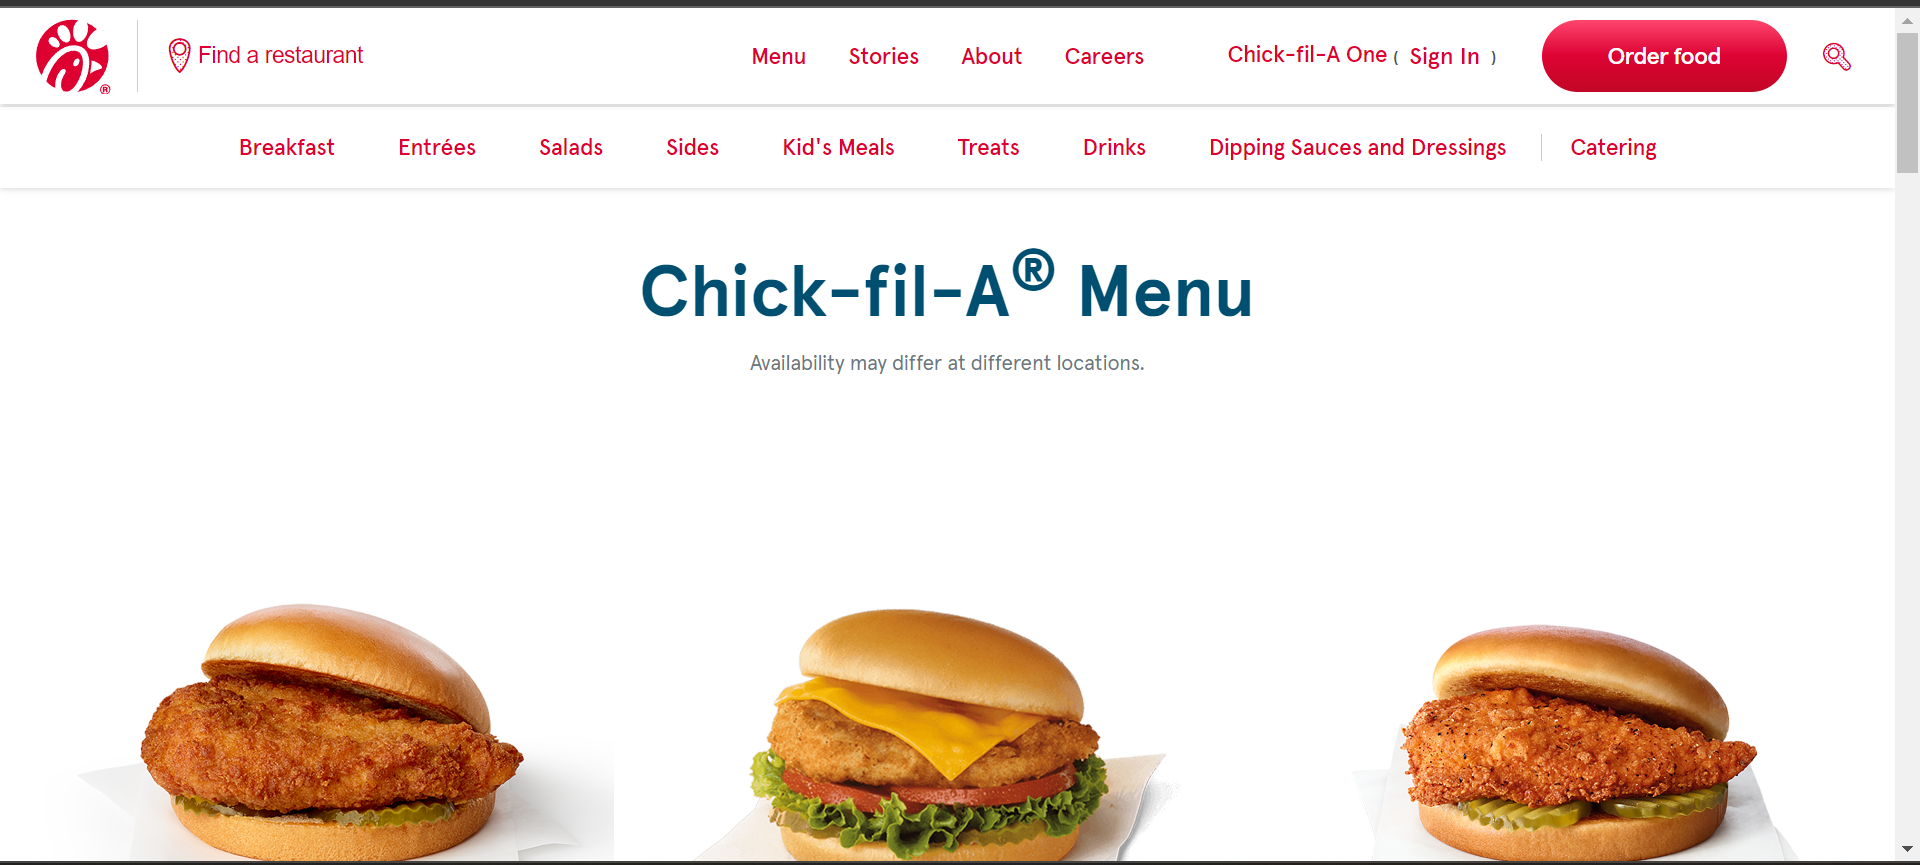 Find a restaurant
Menu Stories About Careers
Chick-fil-A One ( Sign In )
Order food
Breakfast Entrées Salads Sides Kid's Meals Treats Drinks Dipping Sauces and Dressings Catering
Chick-fil-A® Menu
Availability may differ at different locations.